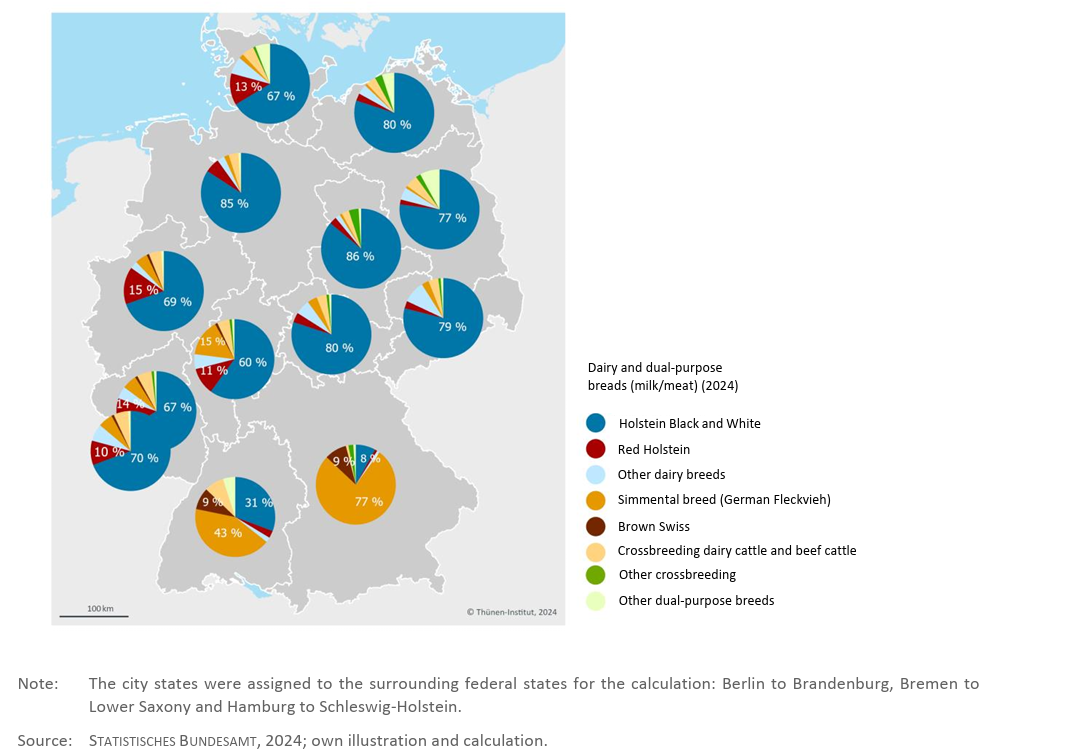 13 %
67 %
80 %
85 %
77 %
86 %
15 %
69 %
79 %
80 %
15 %
60 %
11 %
14 %
67 %
10 %
70 %
9 %
8 %
77 %
9 %
31 %
43 %
100 km
© Thünen-Institut, 2024
Dairy and dual-purpose
breads (milk/meat) (2024)
Holstein Black and White
Red Holstein
Other dairy breeds
Simmental breed (German Fleckvieh)
Brown Swiss
Crossbreeding dairy cattle and beef cattle
Other crossbreeding
Other dual-purpose breeds
Note: The city states were assigned to the surrounding federal states for the calculation: Berlin to Brandenburg, Bremen to
Lower Saxony and Hamburg to Schleswig-Holstein.
Source: STATISTISCHES BUNDESAMT, 2024; own illustration and calculation.